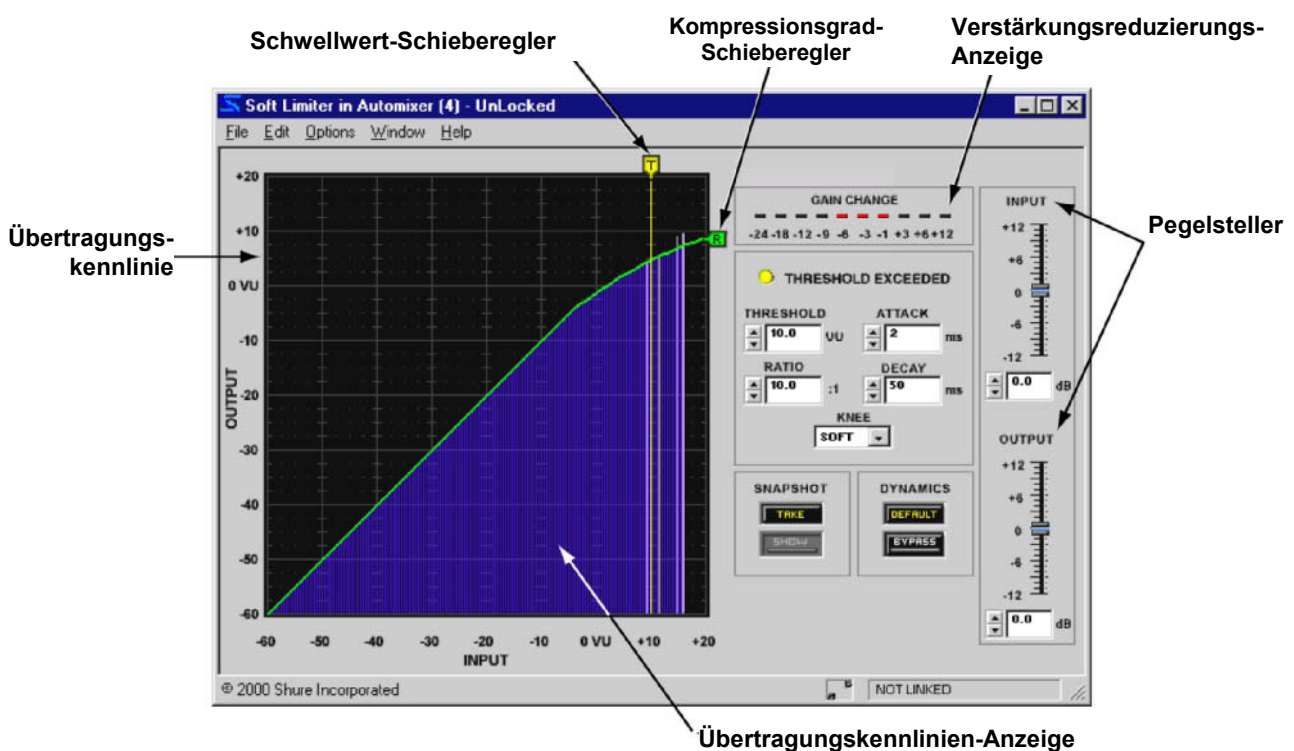 Schwellwert-Schieberegler
Kompressionsgrad-
Schieberegler
Verstärkungsreduzierungs-
Anzeige
Soft Limiter in Automixer (4) - UnLocked
File Edit Options Window Help
Übertragungs-
kennlinie
Pegelsteller
T
R
+20
+10
0 VU
-10
-20
-30
-40
-50
-60
OUTPUT
-60 -50 -40 -30 -20 -10 0 VU +10 +20
INPUT
GAIN CHANGE
-24 -18 -12 -9 -6 -3 -1 +3 +6 +12
THRESHOLD EXCEEDED
THRESHOLD ATTACK
10.0 VU 2 ms
RATIO DECAY
10.0 :1 50 ms
KNEE
SOFT
SNAPSHOT
TAKE
SHOW
DYNAMICS
DEFAULT
BYPASS
INPUT
+12
+6
0
-6
-12
0.0 dB
OUTPUT
+12
+6
0
-6
-12
0.0 dB
© 2000 Shure Incorporated
NOT LINKED
Übertragungskennlinien-Anzeige